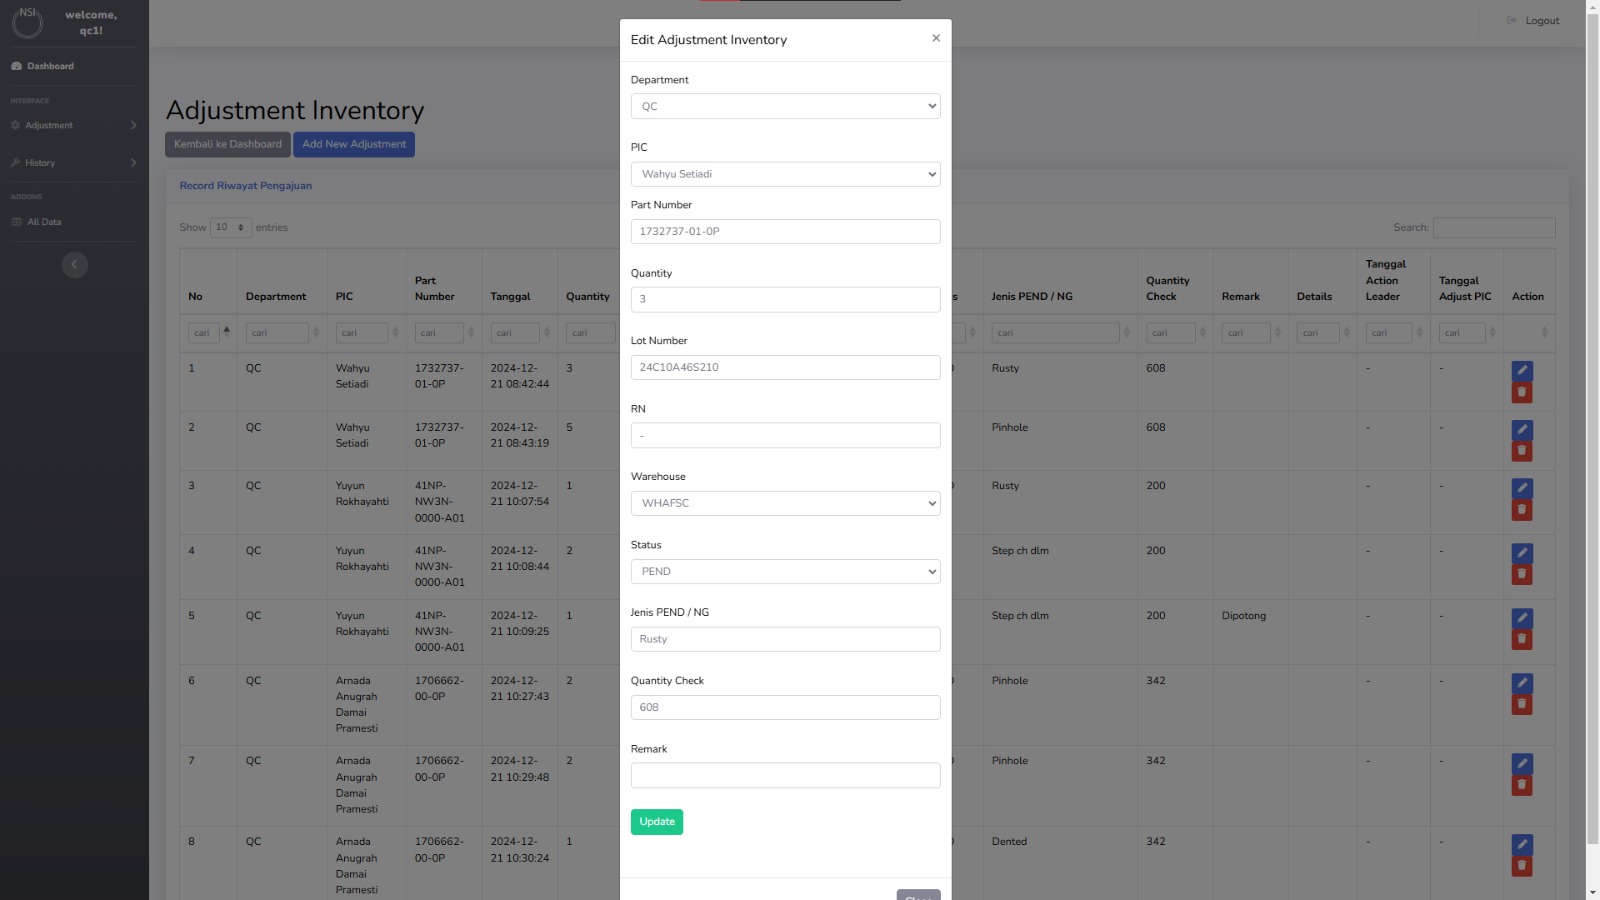 NSI
welcome,
qc1!
Dashboard
INTERFACE
Adjustment
History
ADDONS
All Data
Logout
Adjustment Inventory
Kembali ke Dashboard
Add New Adjustment
Record Riwayat Pengajuan
Show 10 entries
Search:
No Department PIC Part Number Tanggal Quantity s Jenis PEND / NG Quantity Check Remark Details Tanggal Action Leader Tanggal Adjust PIC Action
cari cari cari cari cari cari cari cari cari cari cari cari
1 QC Wahyu Setiadi 1732737-01-0P 2024-12-21 08:42:44 3 Rusty 608 - -
2 QC Wahyu Setiadi 1732737-01-0P 2024-12-21 08:43:19 5 Pinhole 608 - -
3 QC Yuyun Rokhayahti 41NP-NW3N-0000-A01 2024-12-21 10:07:54 1 Rusty 200 - -
4 QC Yuyun Rokhayahti 41NP-NW3N-0000-A01 2024-12-21 10:08:44 2 Step ch dlm 200 - -
5 QC Yuyun Rokhayahti 41NP-NW3N-0000-A01 2024-12-21 10:09:25 1 Step ch dlm 200 Dipotong - -
6 QC Arnada Anugrah Damai Pramesti 1706662-00-0P 2024-12-21 10:27:43 2 Pinhole 342 - -
7 QC Arnada Anugrah Damai Pramesti 1706662-00-0P 2024-12-21 10:29:48 2 Pinhole 342 - -
8 QC Arnada Anugrah Damai Pramesti 1706662-00-0P 2024-12-21 10:30:24 1 Dented 342 - -
Edit Adjustment Inventory
×
Department
QC
PIC
Wahyu Setiadi
Part Number
1732737-01-0P
Quantity
3
Lot Number
24C10A46S210
RN
-
Warehouse
WHAFSC
Status
PEND
Jenis PEND / NG
Rusty
Quantity Check
608
Remark
Update